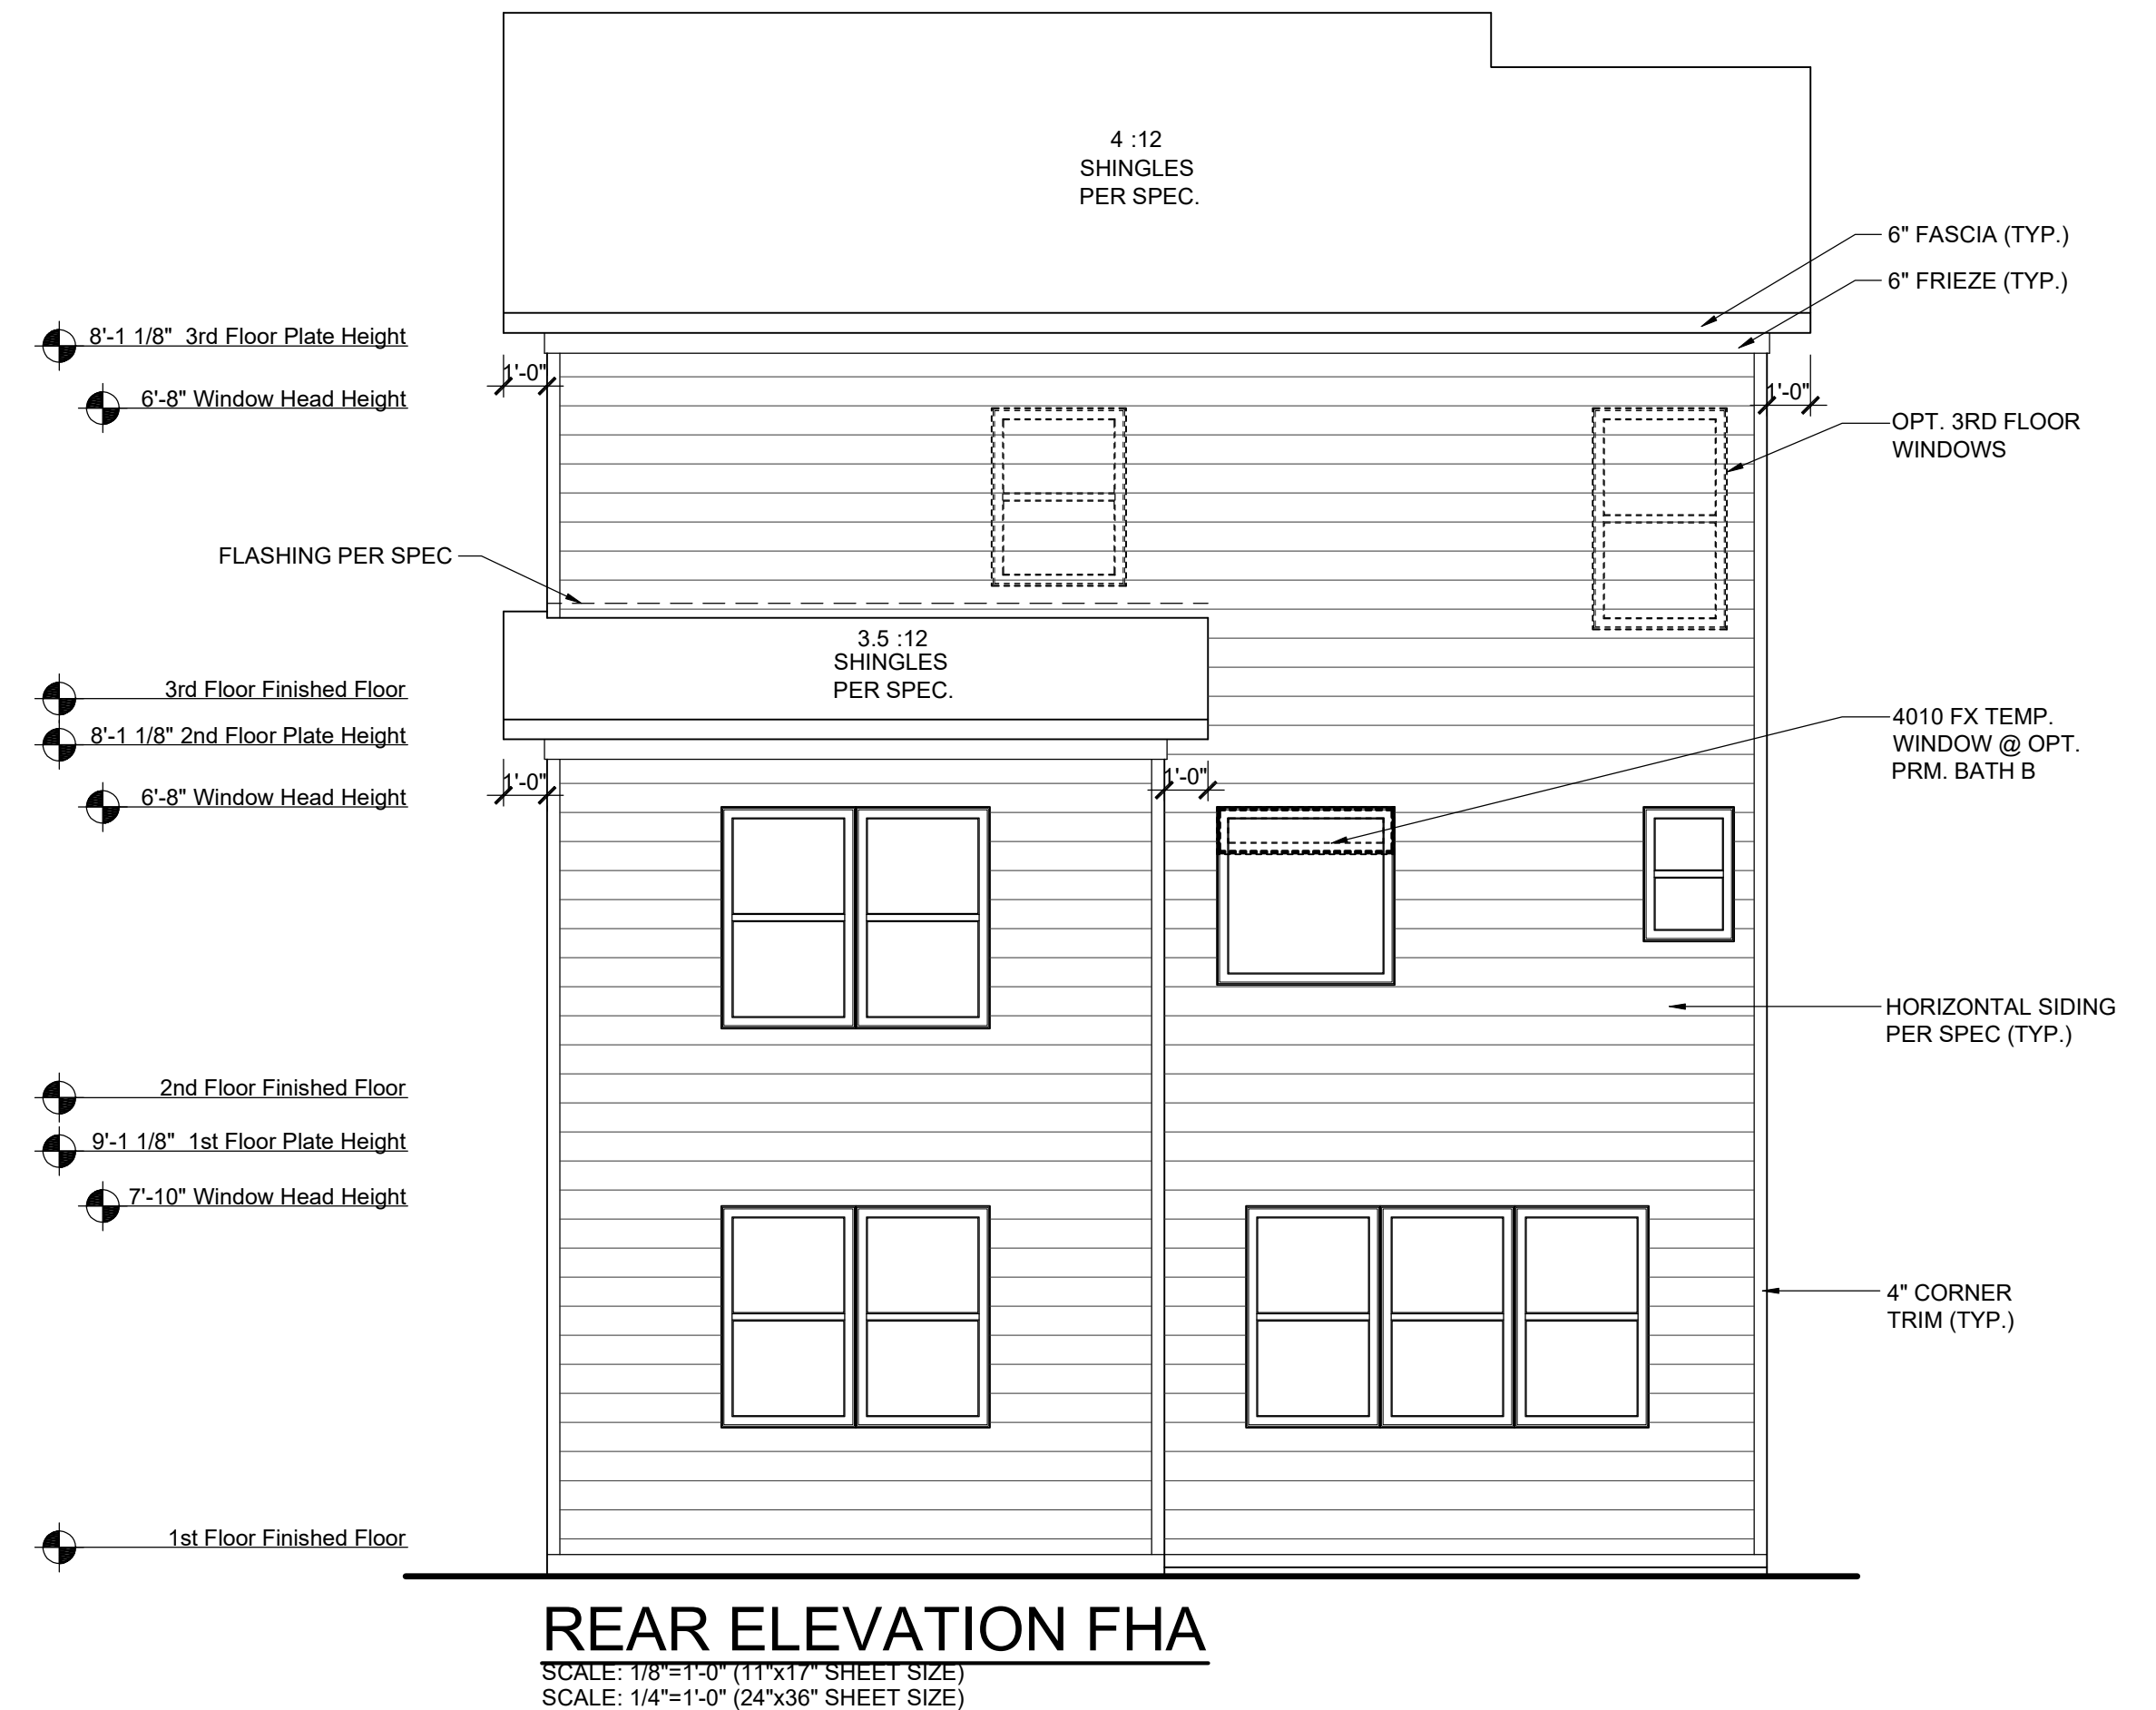 4 :12
SHINGLES
PER SPEC.
6" FASCIA (TYP.)
6" FRIEZE (TYP.)
8'-1 1/8"  3rd Floor Plate Height
1'-0"
6'-8" Window Head Height
1'-0"
OPT. 3RD FLOOR
WINDOWS
FLASHING PER SPEC
3.5 :12
SHINGLES
PER SPEC.
3rd Floor Finished Floor
8'-1 1/8" 2nd Floor Plate Height
4010 FX TEMP.
WINDOW @ OPT.
PRM. BATH B
1'-0"
1'-0"
6'-8" Window Head Height
HORIZONTAL SIDING
PER SPEC (TYP.)
2nd Floor Finished Floor
9'-1 1/8"  1st Floor Plate Height
7'-10" Window Head Height
4" CORNER
TRIM (TYP.)
1st Floor Finished Floor
REAR ELEVATION FHA
SCALE: 1/8"=1'-0" (11"x17" SHEET SIZE)
SCALE: 1/4"=1'-0" (24"x36" SHEET SIZE)